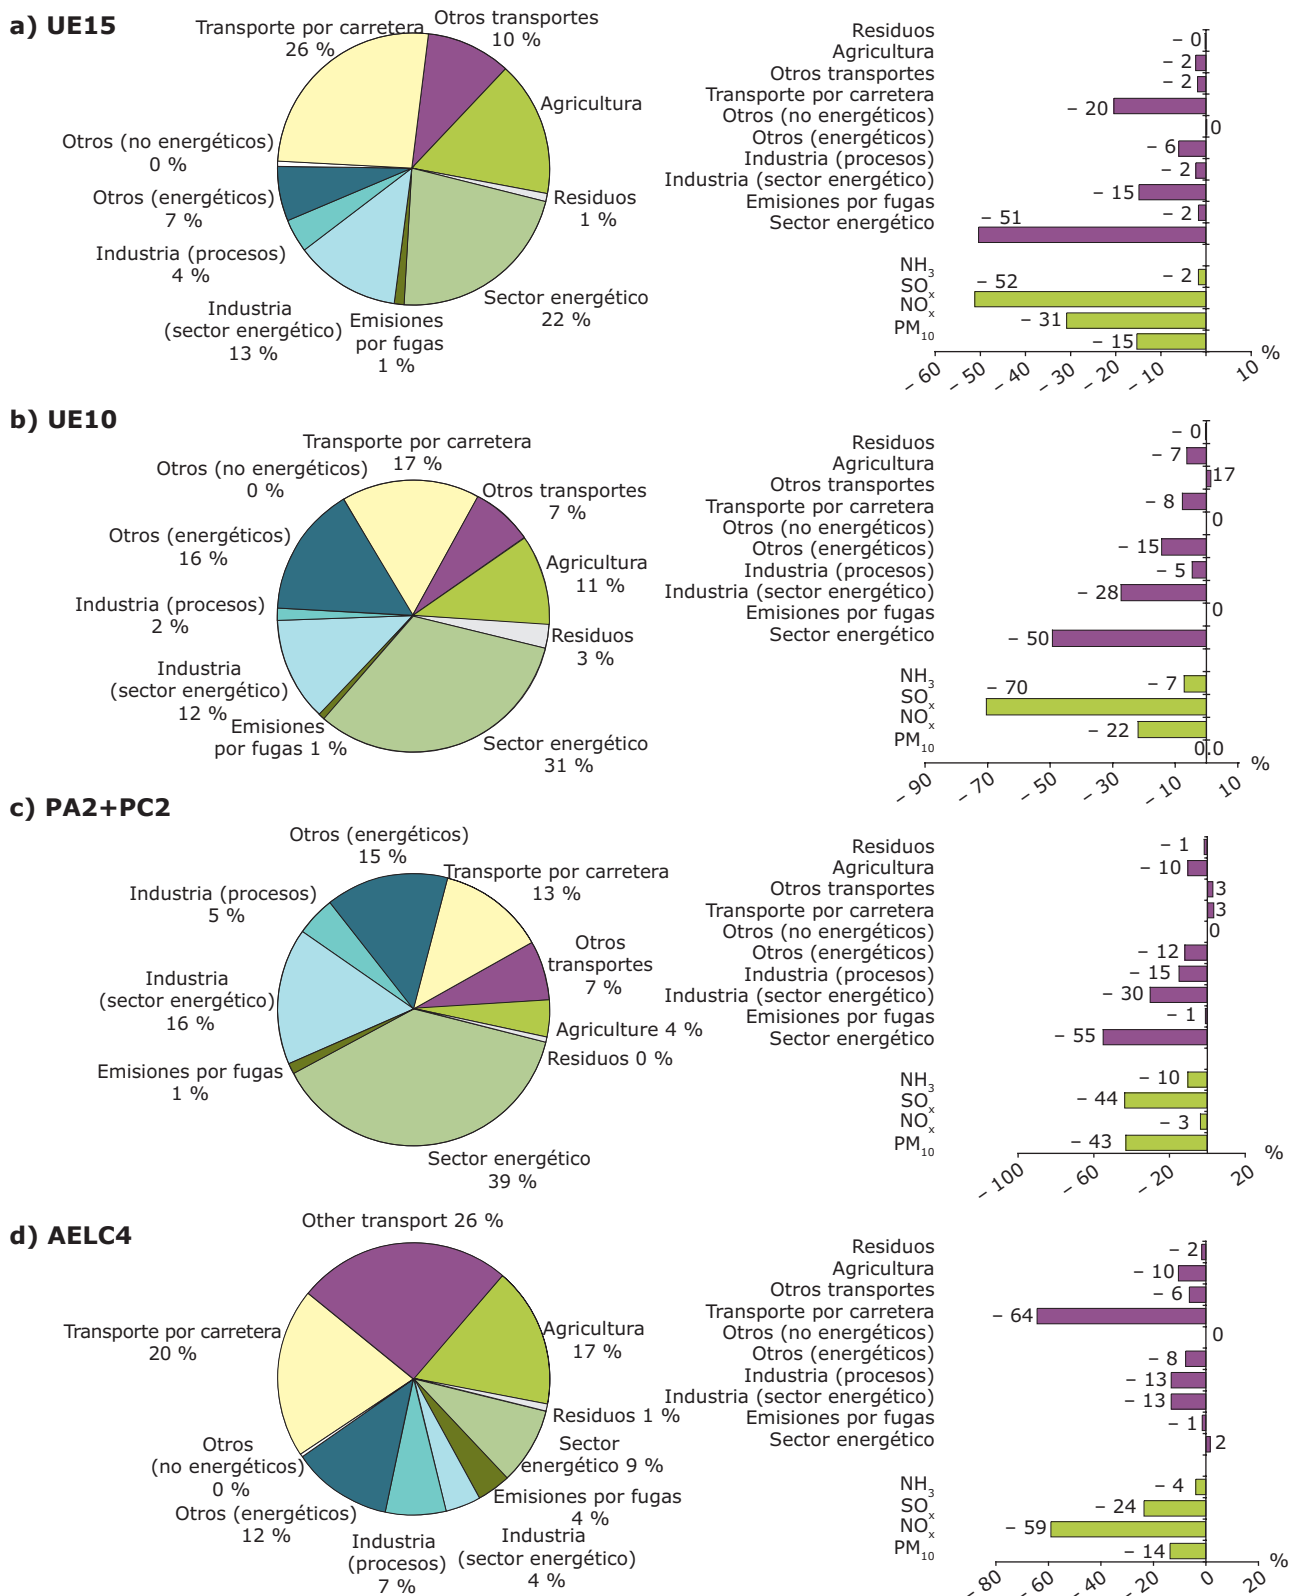 a) UE15
Transporte por carretera
26 %
Otros transportes
10 %
Agricultura
Residuos
1 %
Sector energético
22 %
Emisiones
por fugas
1 %
Industria
(sector energético)
13 %
Industria (procesos)
4 %
Otros (energéticos)
7 %
Otros (no energéticos)
0 %
Residuos
Agricultura
Otros transportes
Transporte por carretera
Otros (no energéticos)
Otros (energéticos)
Industria (procesos)
Industria (sector energético)
Emisiones por fugas
Sector energético
NH3
SOx
NOx
PM10
– 0
– 2
– 2
– 20
0
– 6
– 2
– 15
– 2
– 51
– 2
– 52
– 31
– 15
– 60
– 50
– 40
– 30
– 20
– 10
10
%
b) UE10
Transporte por carretera
17 %
Otros transportes
7 %
Agricultura
11 %
Residuos
3 %
Sector energético
31 %
Emisiones
por fugas 1 %
Industria
(sector energético)
12 %
Industria (procesos)
2 %
Otros (energéticos)
16 %
Otros (no energéticos)
0 %
Residuos
Agricultura
Otros transportes
Transporte por carretera
Otros (no energéticos)
Otros (energéticos)
Industria (procesos)
Industria (sector energético)
Emisiones por fugas
Sector energético
NH3
SOx
NOx
PM10
– 0
– 7
17
– 8
0
– 15
– 5
– 28
0
– 50
– 7
– 70
– 22
0.0
– 90
– 70
– 50
– 30
– 10
10
%
c) PA2+PC2
Otros (energéticos)
15 %
Transporte por carretera
13 %
Otros
transportes
7 %
Agriculture 4 %
Residuos 0 %
Sector energético
39 %
Emisiones por fugas
1 %
Industria
(sector energético)
16 %
Industria (procesos)
5 %
Residuos
Agricultura
Otros transportes
Transporte por carretera
Otros (no energéticos)
Otros (energéticos)
Industria (procesos)
Industria (sector energético)
Emisiones por fugas
Sector energético
NH3
SOx
NOx
PM10
– 1
– 10
3
3
0
– 12
– 15
– 30
– 1
– 55
– 10
– 44
– 3
– 43
– 100
– 60
– 20
20
%
d) AELC4
Other transport 26 %
Agricultura
17 %
Residuos 1 %
Sector
energético 9 %
Emisiones por fugas
4 %
Industria
(sector energético)
4 %
Industria
(procesos)
7 %
Otros (energéticos)
12 %
Otros
(no energéticos)
0 %
Transporte por carretera
20 %
Residuos
Agricultura
Otros transportes
Transporte por carretera
Otros (no energéticos)
Otros (energéticos)
Industria (procesos)
Industria (sector energético)
Emisiones por fugas
Sector energético
NH3
SOx
NOx
PM10
– 2
– 10
– 6
– 64
0
– 8
– 13
– 13
– 1
2
– 4
– 24
– 59
– 14
– 80
– 60
– 40
– 20
0
20
%